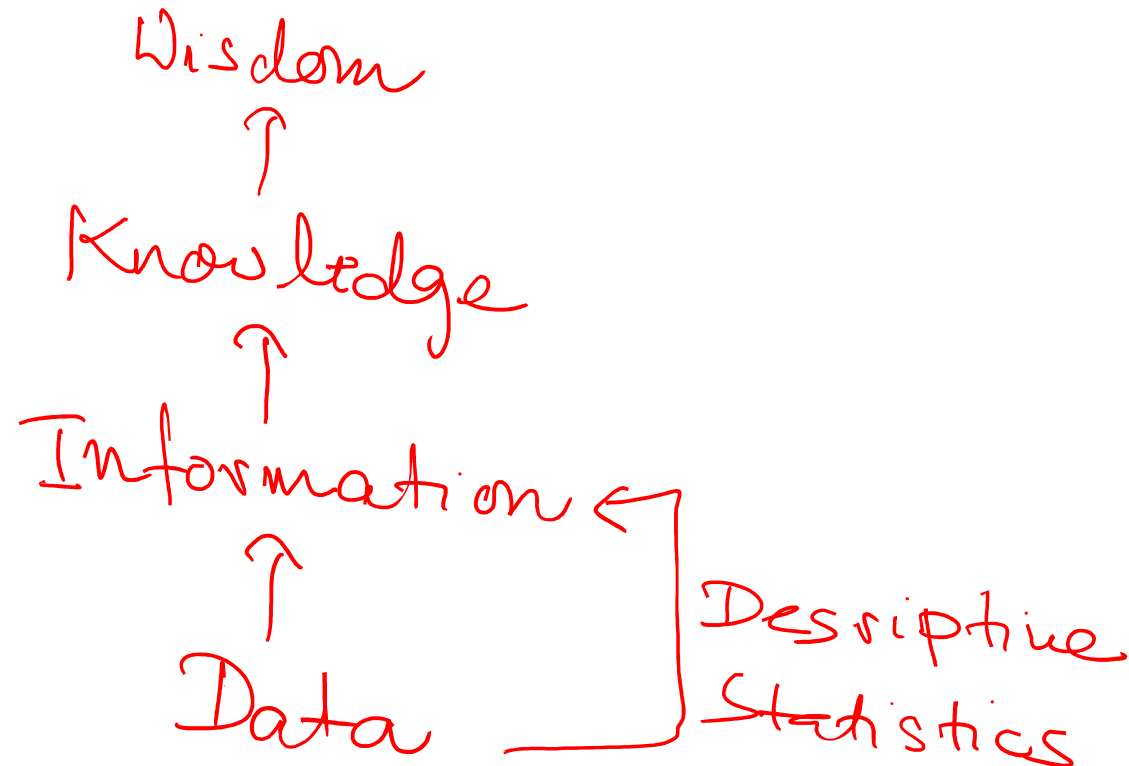 Wisdom
Knowledge
Information
Desriptive
Data
Statistics